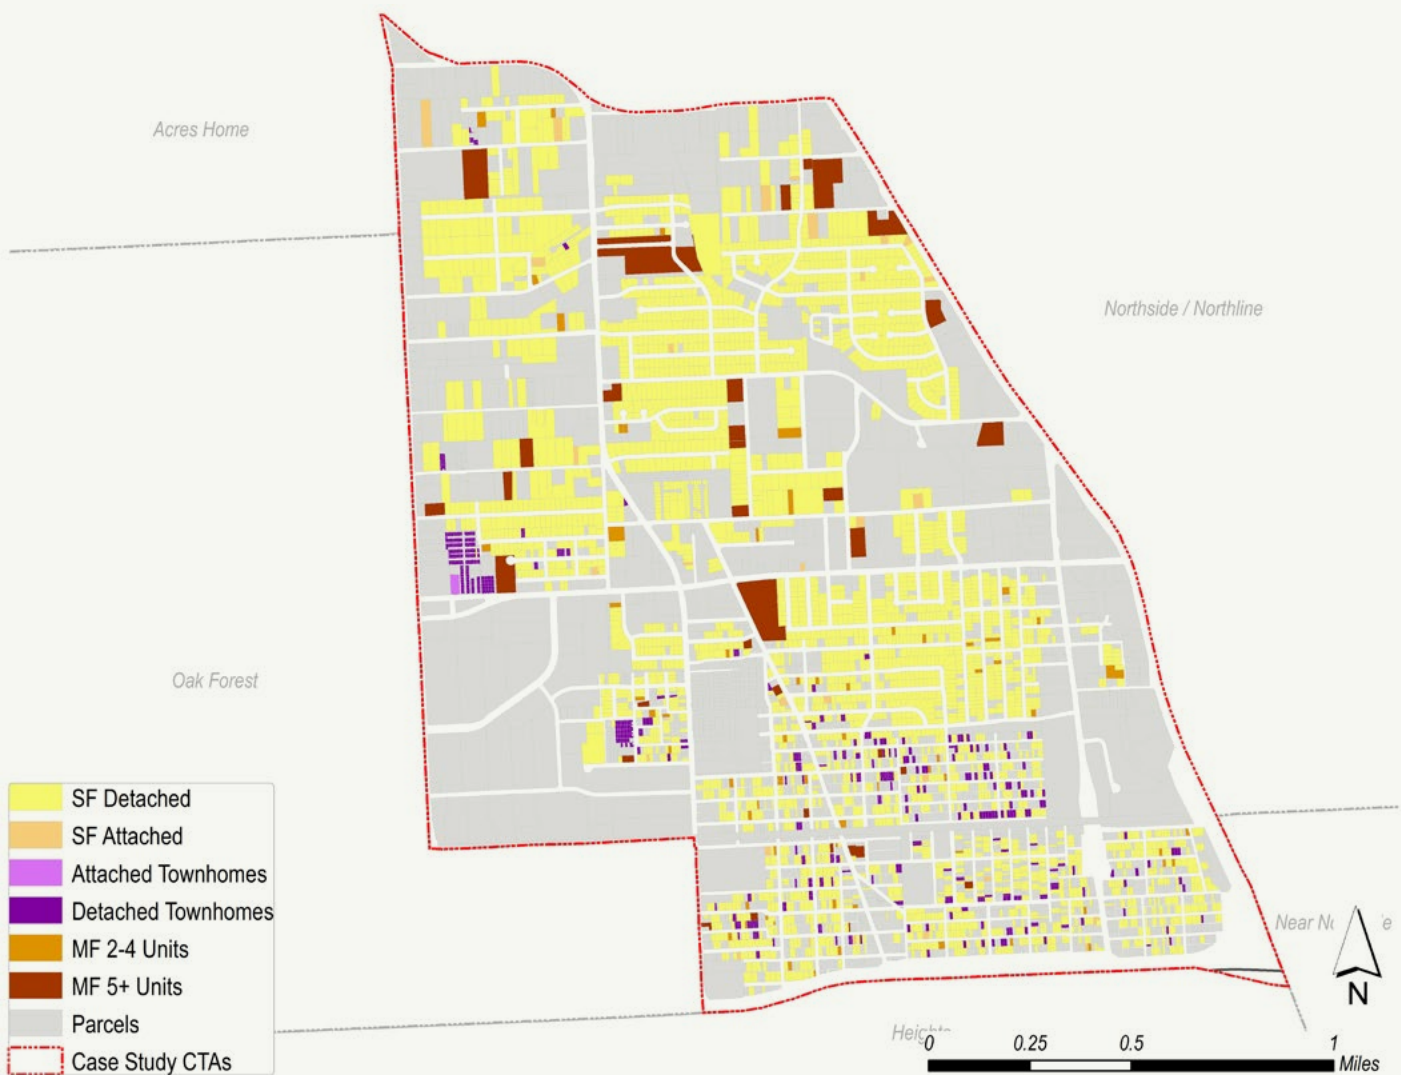 Acres Home
Northside / Northline
Oak Forest
SF Detached
SF Attached
Attached Townhomes
Detached Townhomes
MF 2-4 Units
MF 5+ Units
Parcels
Case Study CTAs
Near
N
0
0.25
0.5
1
Miles